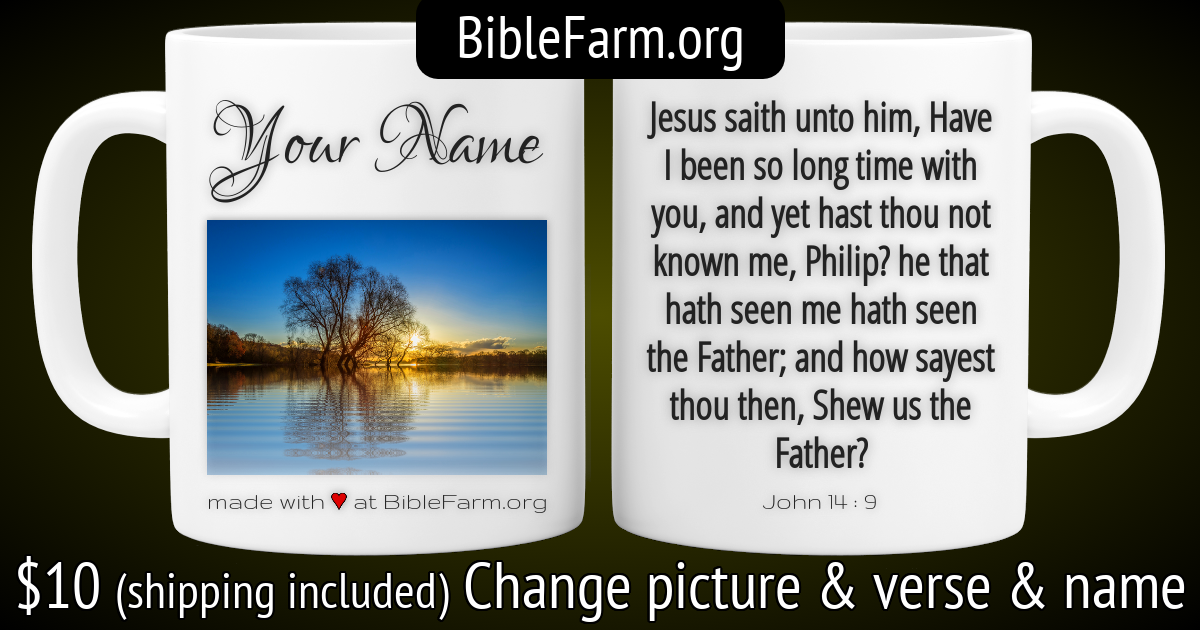 BibleFarm.org
Your Name
made with ♥ at BibleFarm.org
Jesus saith unto him, Have
I been so long time with
you, and yet hast thou not
known me, Philip? he that
hath seen me hath seen
the Father; and how sayest
thou then, Shew us the
Father?
John 14 : 9
$10 (shipping included) Change picture & verse & name